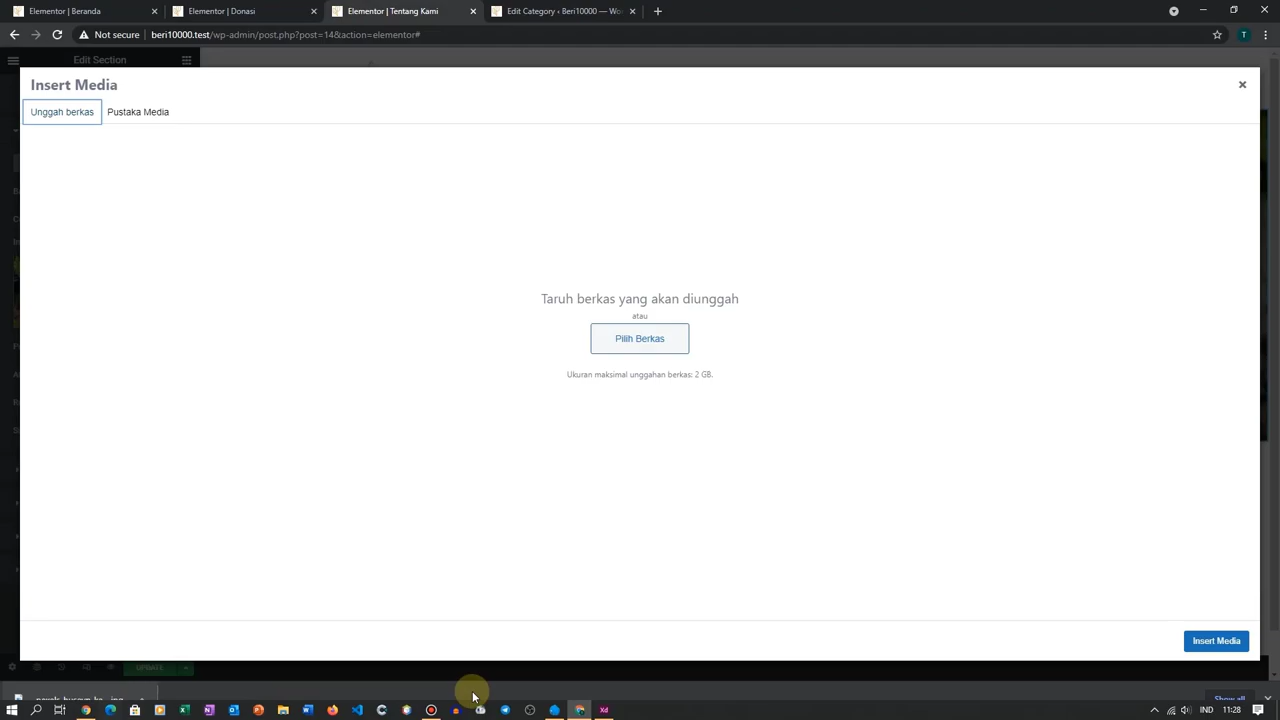 Elementor | Beranda
Elementor | Donasi
Elementor | Tentang Kami
Edit Category ‹ Beri10000 — Wo
Not secure
beri10000.test/wp-admin/post.php?post=14&action=elementor#
T
Edit Section
Insert Media
Unggah berkas
Pustaka Media
Taruh berkas yang akan diunggah
atau
Pilih Berkas
Ukuran maksimal unggahan berkas: 2 GB.
Insert Media
UPDATE
Show all
IND
11:28